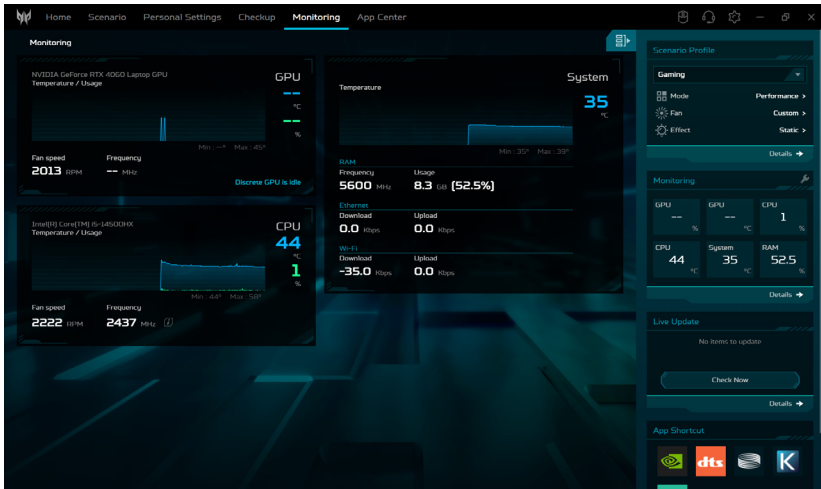 Home Scenario Personal Settings Checkup Monitoring App Center
Monitoring
NVIDIA GeForce RTX 4060 Laptop GPU
GPU
Temperature / Usage
--
°C
--
%
Min : --° Max : 45°
Fan speed Frequency
2013 RPM -- MHz
Discrete GPU is idle
Intel(R) Core(TM) i5-14500HX
CPU
Temperature / Usage
44
°C
1
%
Min : 44° Max : 58°
Fan speed Frequency
2222 RPM 2437 MHz i
System
Temperature
35
°C
Min : 35° Max : 39°
RAM
Frequency Usage
5600 MHz 8.3 GB (52.5%)
Ethernet
Download Upload
0.0 Kbps 0.0 Kbps
Wi-Fi
Download Upload
-35.0 Kbps 0.0 Kbps
Scenario Profile
Gaming
Mode Performance >
Fan Custom >
Effect Static >
Details
Monitoring
GPU GPU CPU
-- -- 1
% °C %
CPU System RAM
44 35 52.5
°C °C %
Details
Live Update
No items to update
Check Now
Details
App Shortcut
dts K